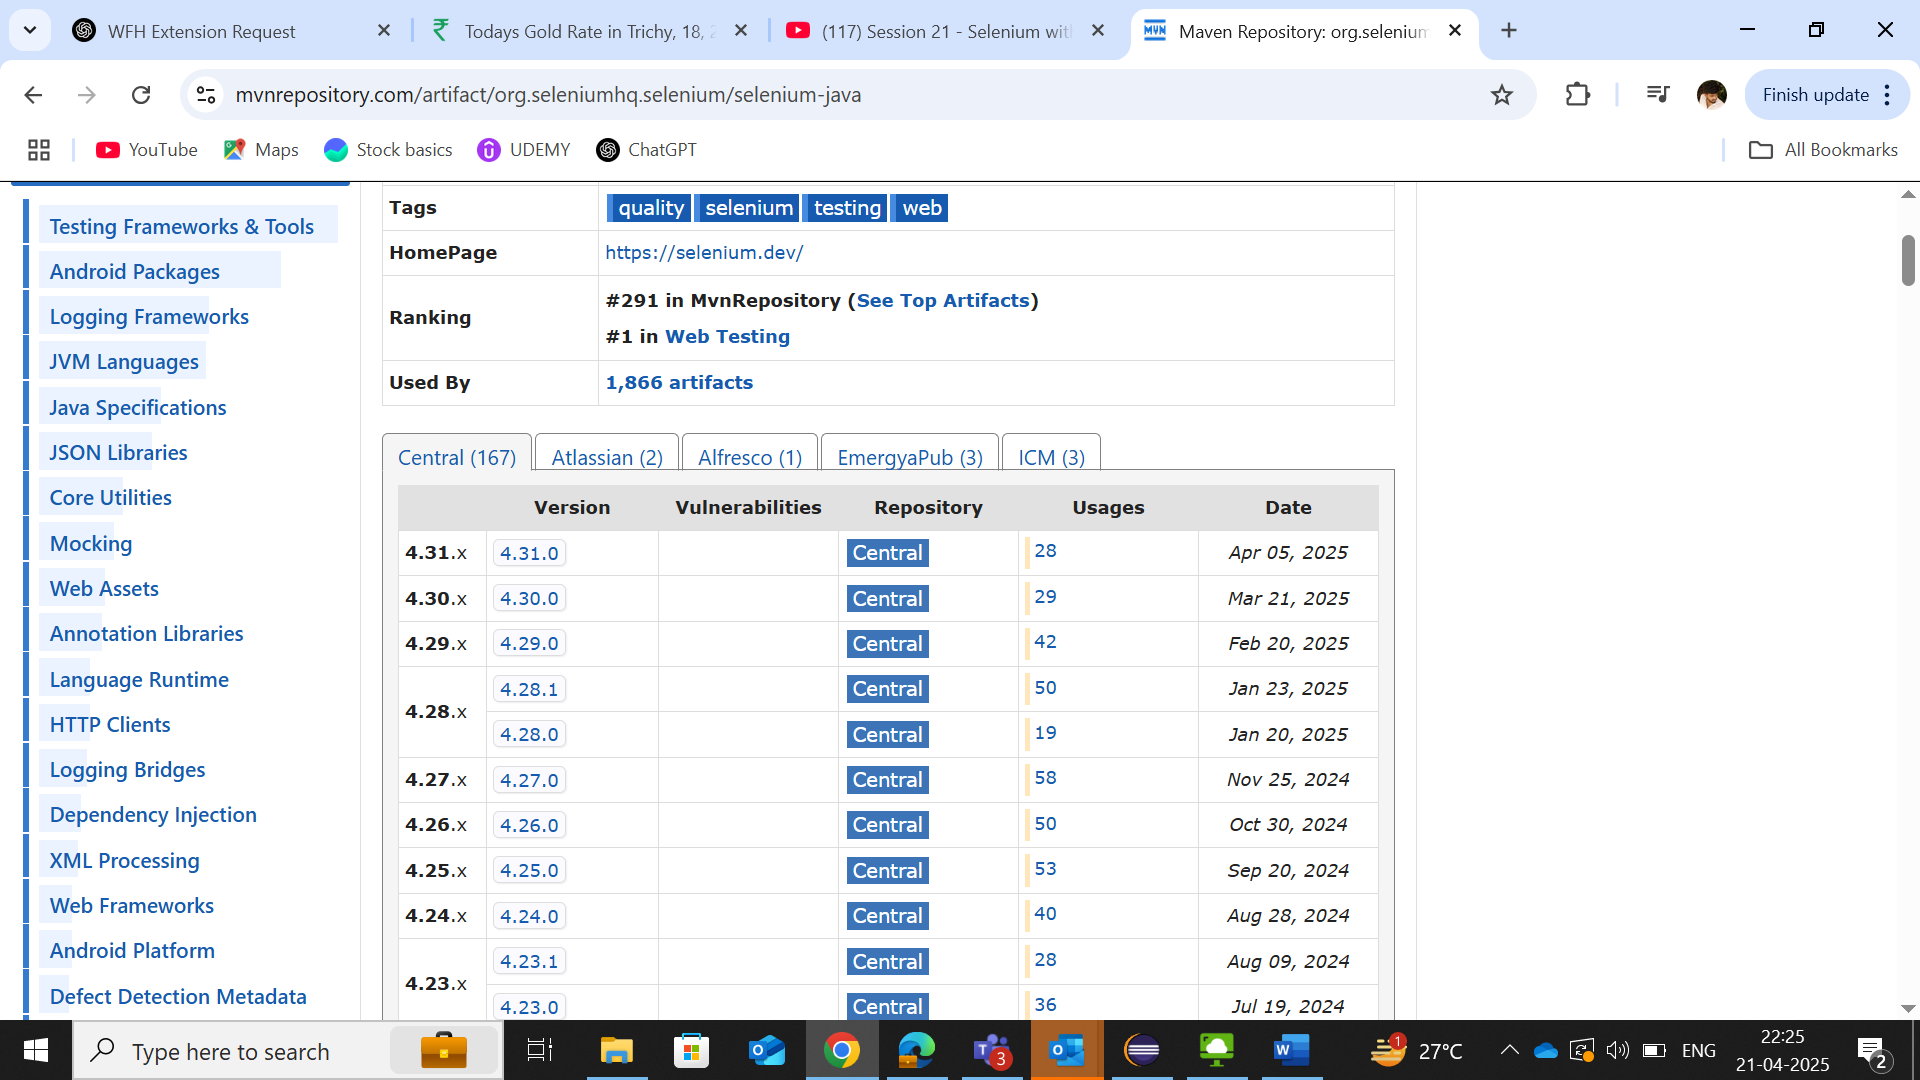 WFH Extension Request
Todays Gold Rate in Trichy, 18, 2
(117) Session 21 - Selenium wit
MVN Maven Repository: org.selenium
mvnrepository.com/artifact/org.seleniumhq.selenium/selenium-java
Finish update
YouTube
Maps
Stock basics
UDEMY
ChatGPT
All Bookmarks
Testing Frameworks & Tools
Android Packages
Logging Frameworks
JVM Languages
Java Specifications
JSON Libraries
Core Utilities
Mocking
Web Assets
Annotation Libraries
Language Runtime
HTTP Clients
Logging Bridges
Dependency Injection
XML Processing
Web Frameworks
Android Platform
Defect Detection Metadata
Tags quality selenium testing web
HomePage https://selenium.dev/
Ranking
#291 in MvnRepository (See Top Artifacts)
#1 in Web Testing
Used By 1,866 artifacts
Central (167) Atlassian (2) Alfresco (1) EmergyaPub (3) ICM (3)
Version Vulnerabilities Repository Usages Date
4.31.x 4.31.0 Central 28 Apr 05, 2025
4.30.x 4.30.0 Central 29 Mar 21, 2025
4.29.x 4.29.0 Central 42 Feb 20, 2025
4.28.x
4.28.1 Central 50 Jan 23, 2025
4.28.0 Central 19 Jan 20, 2025
4.27.x 4.27.0 Central 58 Nov 25, 2024
4.26.x 4.26.0 Central 50 Oct 30, 2024
4.25.x 4.25.0 Central 53 Sep 20, 2024
4.24.x 4.24.0 Central 40 Aug 28, 2024
4.23.x
4.23.1 Central 28 Aug 09, 2024
4.23.0 Central 36 Jul 19, 2024
Type here to search
3
1
27°C
ENG
22:25
21-04-2025
2